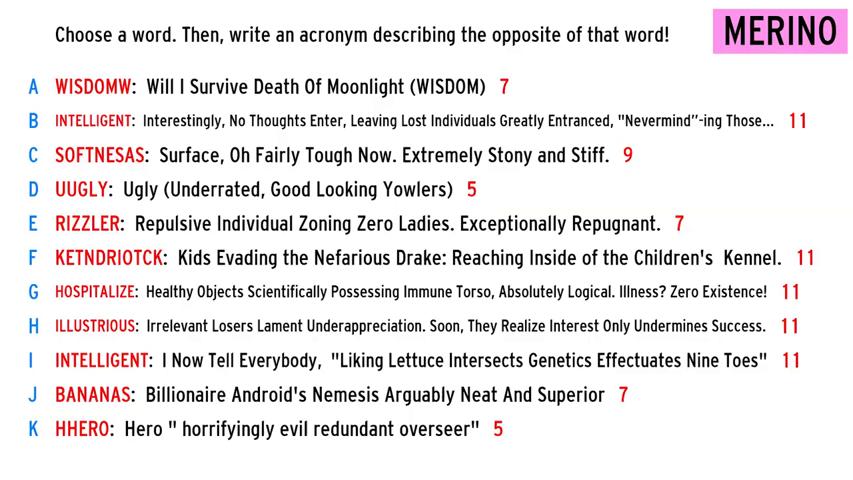 Choose a word. Then, write an acronym describing the opposite of that word!
MERINO
A WISDOMW: Will I Survive Death Of Moonlight (WISDOM) 7
B INTELLIGENT: Interestingly, No Thoughts Enter, Leaving Lost Individuals Greatly Entranced, "Nevermind”-ing Those... 11
C SOFTNESAS: Surface, Oh Fairly Tough Now. Extremely Stony and Stiff. 9
D UUGLY: Ugly (Underrated, Good Looking Yowlers) 5
E RIZZLER: Repulsive Individual Zoning Zero Ladies. Exceptionally Repugnant. 7
F KETNDRIOTCK: Kids Evading the Nefarious Drake: Reaching Inside of the Children's Kennel. 11
G HOSPITALIZE: Healthy Objects Scientifically Possessing Immune Torso, Absolutely Logical. Illness? Zero Existence! 11
H ILLUSTRIOUS: Irrelevant Losers Lament Underappreciation. Soon, They Realize Interest Only Undermines Success. 11
I INTELLIGENT: I Now Tell Everybody, "Liking Lettuce Intersects Genetics Effectuates Nine Toes" 11
J BANANAS: Billionaire Android's Nemesis Arguably Neat And Superior 7
K HHERO: Hero " horrifyingly evil redundant overseer" 5